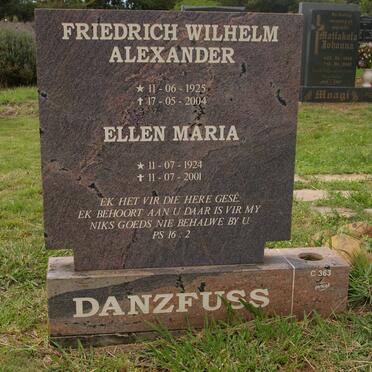 FRIEDRICH WILHELM
ALEXANDER
★ 11-06-1925
✝ 17-05-2004
ELLEN MARIA
★ 11-07-1924
✝ 11-07-2001
EK HET VIR DIE HERE GESÊ,
EK BEHOORT AAN U DAAR IS VIR MY
NIKS GOEDS NIE BEHALWE BY U.
PS 16 : 2
DANZFUSS
C 363
Johanna